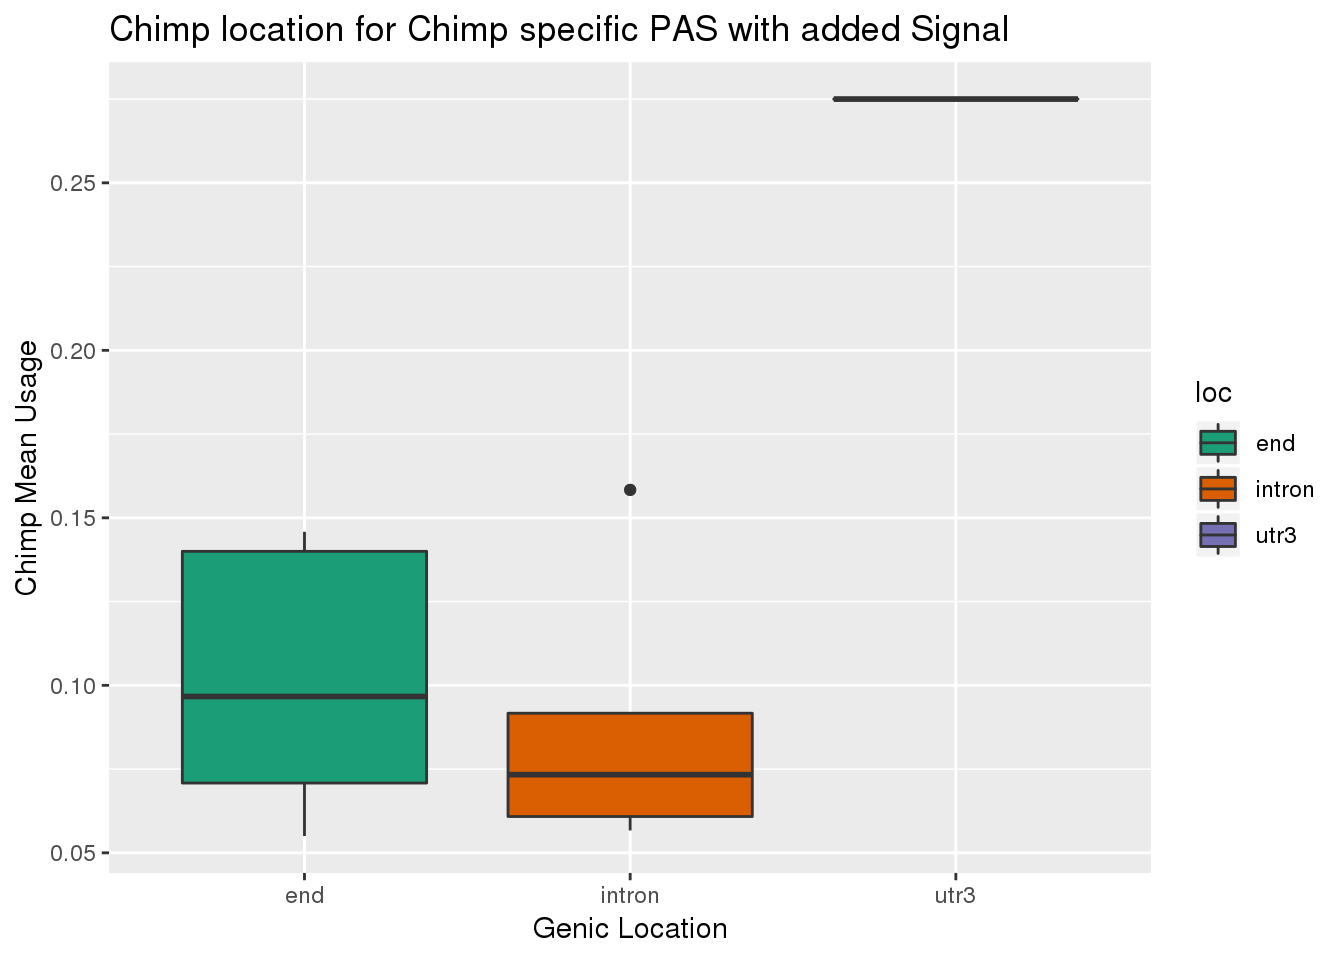 Chimp location for Chimp specific PAS with added Signal
Chimp Mean Usage
0.25
0.20
0.15
0.10
0.05
end
intron
utr3
Genic Location
loc
end
intron
utr3